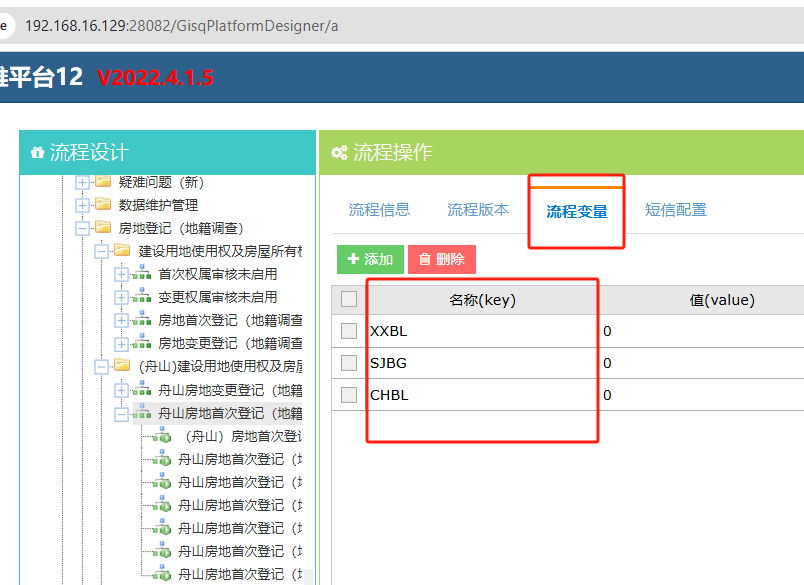 192.168.16.129:28082/GisqPlatformDesigner/a
平台12 V2022.4.1.5
流程设计
流程操作
疑难问题（新）
数据维护管理
房地登记（地籍调查）
建设用地使用权及房屋所有权
首次权属审核未启用
变更权属审核未启用
房地首次登记（地籍调查
房地变更登记（地籍调查
(舟山)建设用地使用权及房屋
舟山房地变更登记（地籍
舟山房地首次登记（地籍
（舟山）房地首次登记
舟山房地首次登记（地
舟山房地首次登记（地
舟山房地首次登记（地
舟山房地首次登记（地
舟山房地首次登记（地
舟山房地首次登记（地
流程信息 流程版本 流程变量 短信配置
添加 删除
名称(key) 值(value)
XXBL 0
SJBG 0
CHBL 0